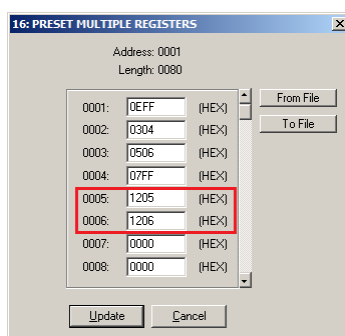 16: PRESET MULTIPLE REGISTERS
Address: 0001
Length: 0080
0001: 0EFF (HEX)
0002: 0304 (HEX)
0003: 0506 (HEX)
0004: 07FF (HEX)
0005: 1205 (HEX)
0006: 1206 (HEX)
0007: 0000 (HEX)
0008: 0000 (HEX)
From File
To File
Update Cancel